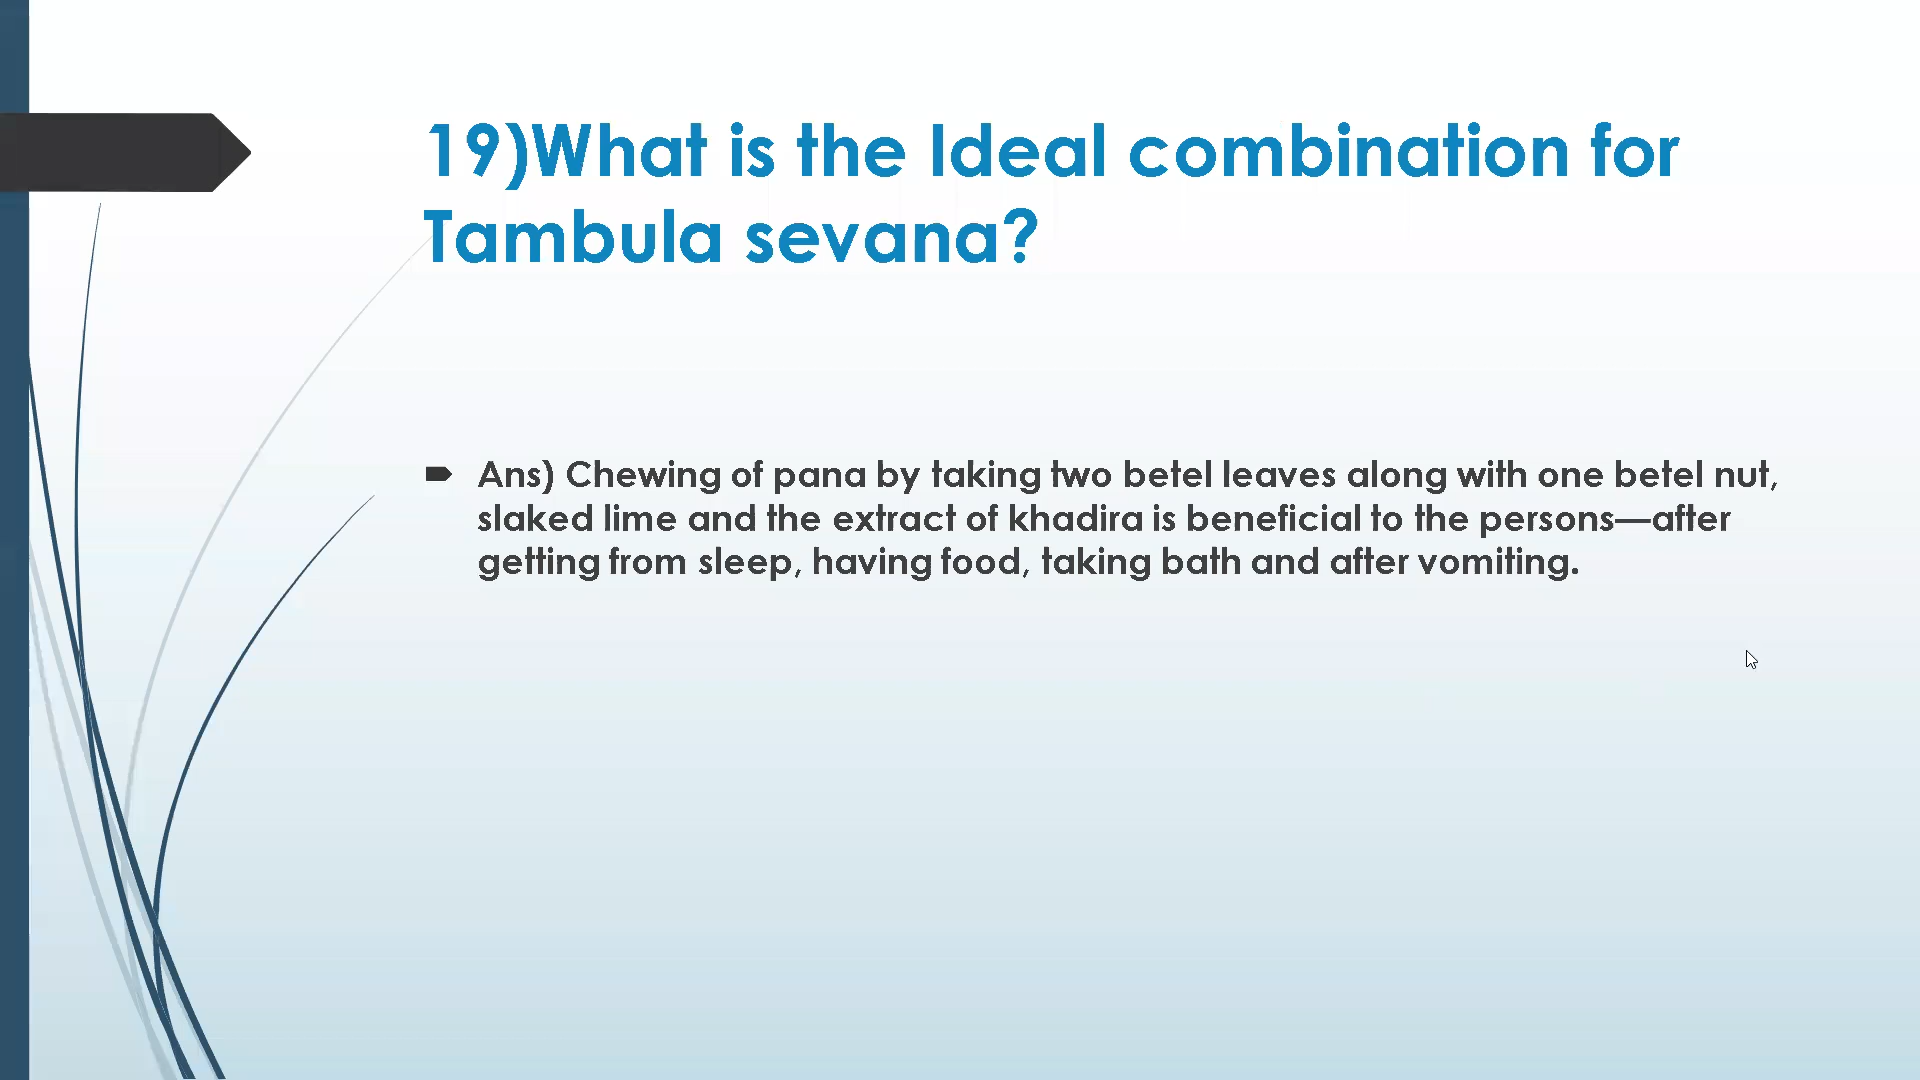 19)What is the Ideal combination for
Tambula sevana?
Ans) Chewing of pana by taking two betel leaves along with one betel nut,
slaked lime and the extract of khadira is beneficial to the persons—after
getting from sleep, having food, taking bath and after vomiting.